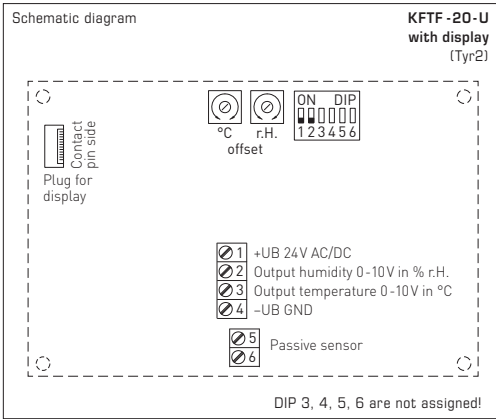 Schematic diagram
KFTF-20-U
with display
(Tyr2)
ON DIP
1 2 3 4 5 6
°C r.H.
offset
Contact
pin side
Plug for
display
1 +UB 24V AC/DC
2 Output humidity 0-10V in % r.H.
3 Output temperature 0-10V in °C
4 –UB GND
5
6
Passive sensor
DIP 3, 4, 5, 6 are not assigned!